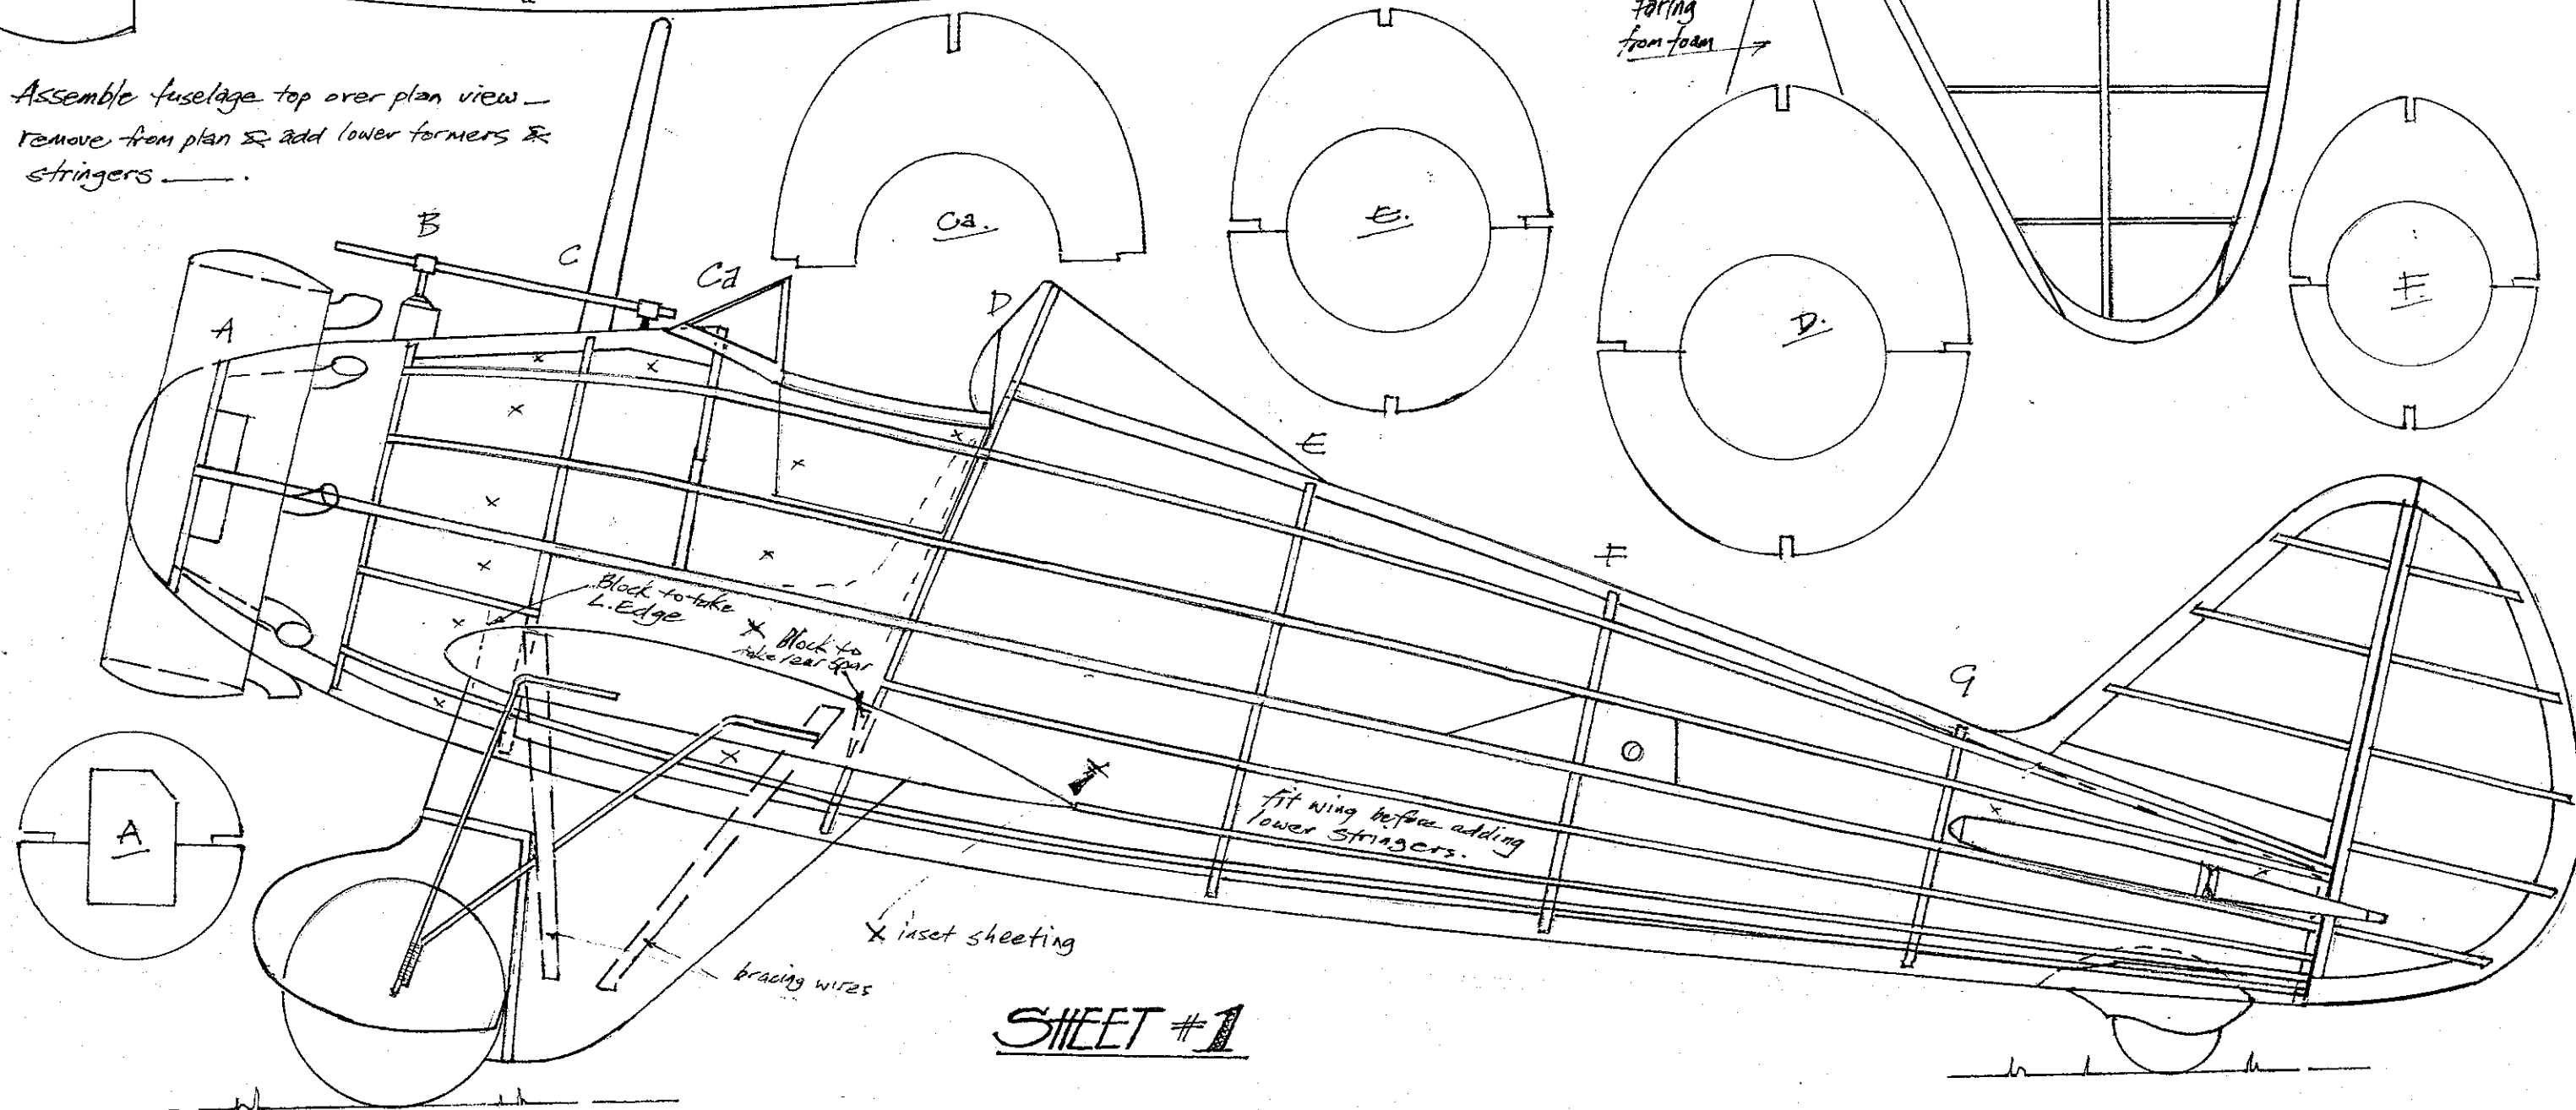 Assemble fuselage top over plan view —
remove from plan & add lower formers &
stringers —— .
faring
from foam
Ca.
E.
D.
F
B
C
Ca
D
A
E
F
G
Block to take
L. Edge
X Block to
take rear spar
X
fit wing before adding
lower stringers.
A
X inset sheeting
bracing wires
SHEET #1